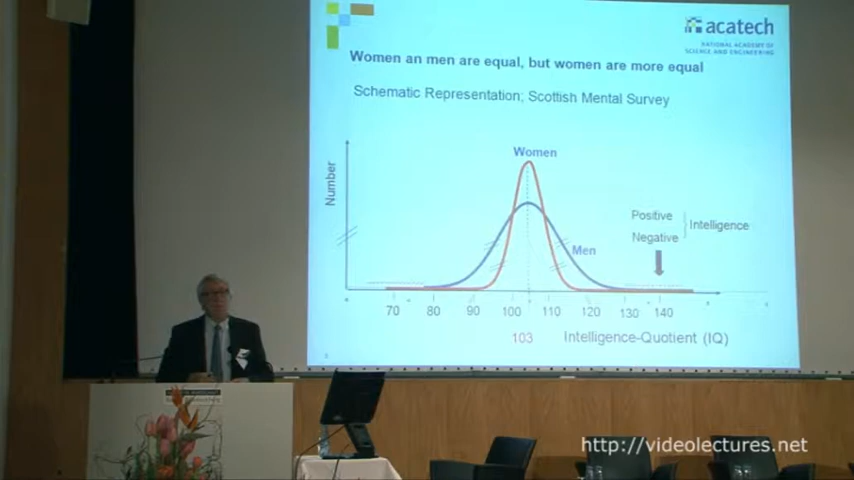 acatech
NATIONAL ACADEMY OF
SCIENCE AND ENGINEERING
Women an men are equal, but women are more equal
Schematic Representation; Scottish Mental Survey
Women
Number
Positive
Negative
Intelligence
Men
70 80 90 100 110 120 130 140
103 Intelligence-Quotient (IQ)
http://videolectures.net